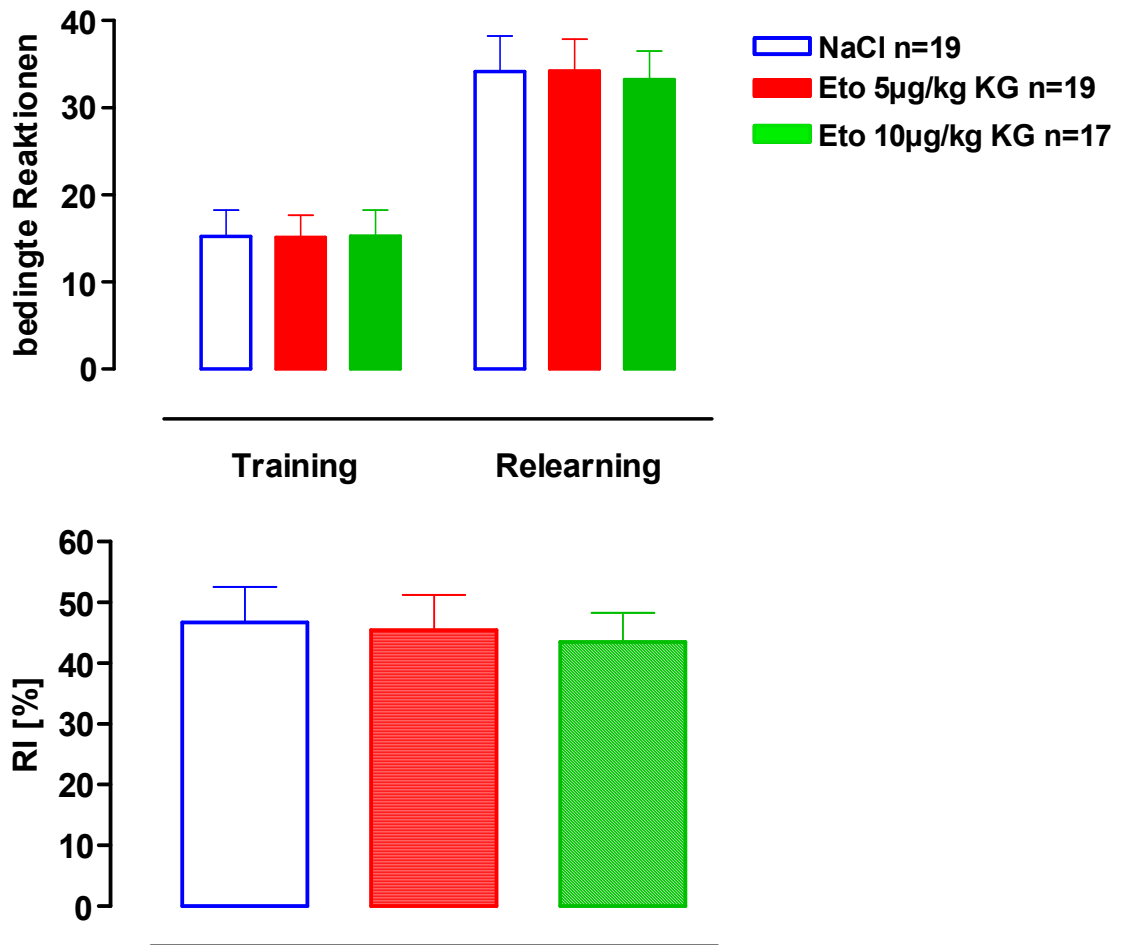 bedingte Reaktionen
40
30
20
10
0
NaCl n=19
Eto 5µg/kg KG n=19
Eto 10µg/kg KG n=17
Training Relearning
RI [%]
60
50
40
30
20
10
0